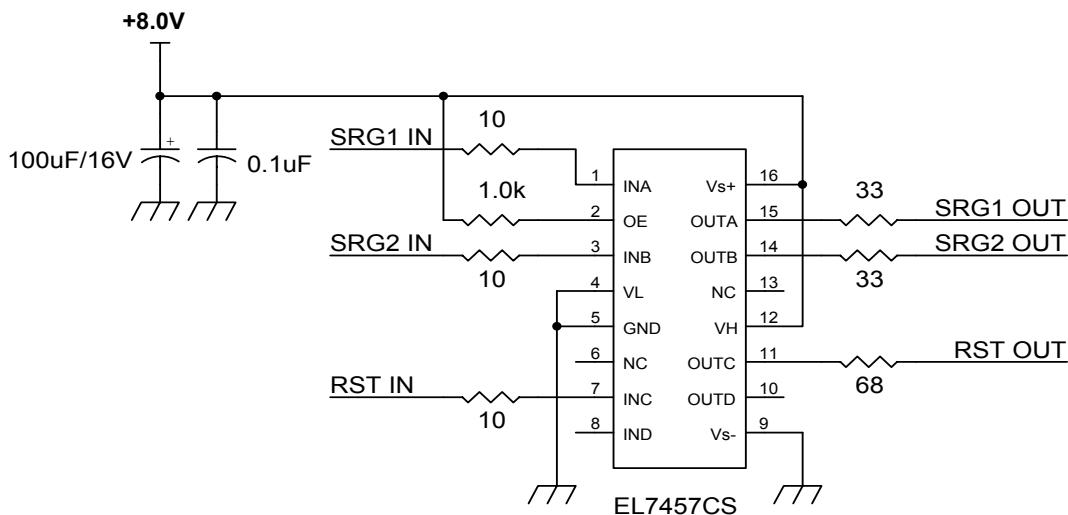 +8.0V
10
SRG1 IN
+
100uF/16V
0.1uF
1 INA Vs+ 16
1.0k
33
2 OE OUTA 15
SRG1 OUT
SRG2 IN
3 INB OUTB 14
SRG2 OUT
10
33
4 VL NC 13
5 GND VH 12
6 NC OUTC 11
RST OUT
RST IN
68
7 INC OUTD 10
10
8 IND Vs- 9
EL7457CS